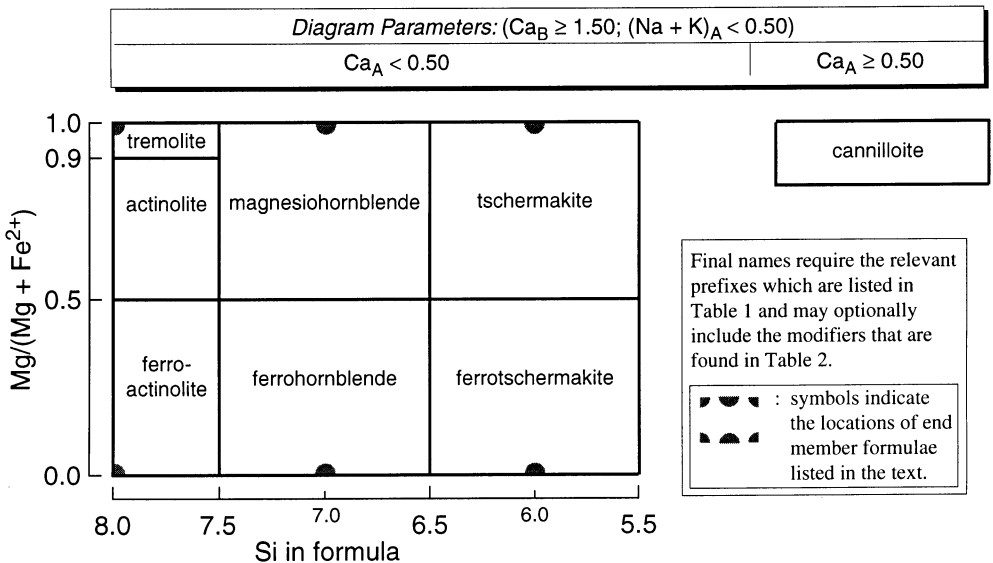 Diagram Parameters: (CaB ≥ 1.50; (Na + K)A < 0.50)
CaA < 0.50
CaA ≥ 0.50
1.0
0.9
0.5
0.0
Mg/(Mg + Fe2+)
tremolite
actinolite
magnesiohornblende
tschermakite
ferro-
actinolite
ferrohornblende
ferrotschermakite
8.0
7.5
7.0
6.5
6.0
5.5
Si in formula
cannilloite
Final names require the relevant
prefixes which are listed in
Table 1 and may optionally
include the modifiers that are
found in Table 2.
: symbols indicate
the locations of end
member formulae
listed in the text.